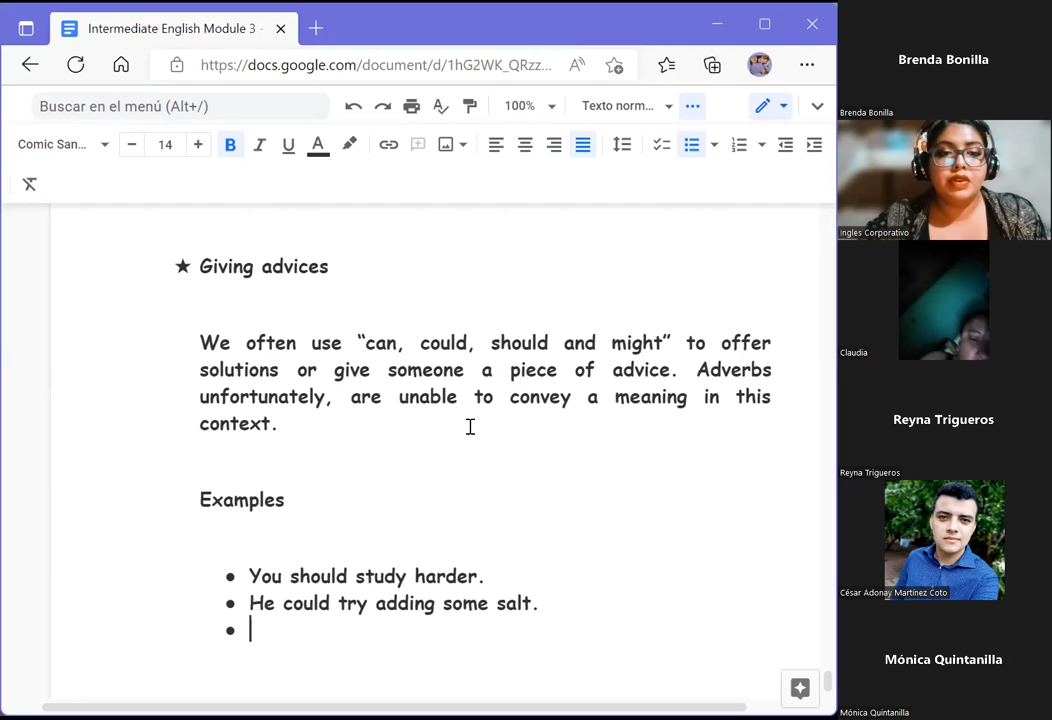 Intermediate English Module 3 -
https://docs.google.com/document/d/1hG2WK_QRzz...
Buscar en el menú (Alt+/)
100%
Texto norm...
Comic San...
14
B
I
U
A
★ Giving advices
We often use “can, could, should and might” to offer
solutions or give someone a piece of advice. Adverbs
unfortunately, are unable to convey a meaning in this
context.
Examples
● You should study harder.
● He could try adding some salt.
●
Brenda Bonilla
Brenda Bonilla
Ingles Corporativo
Claudia
Reyna Trigueros
Reyna Trigueros
César Adonay Martínez Coto
Mónica Quintanilla
Mónica Quintanilla